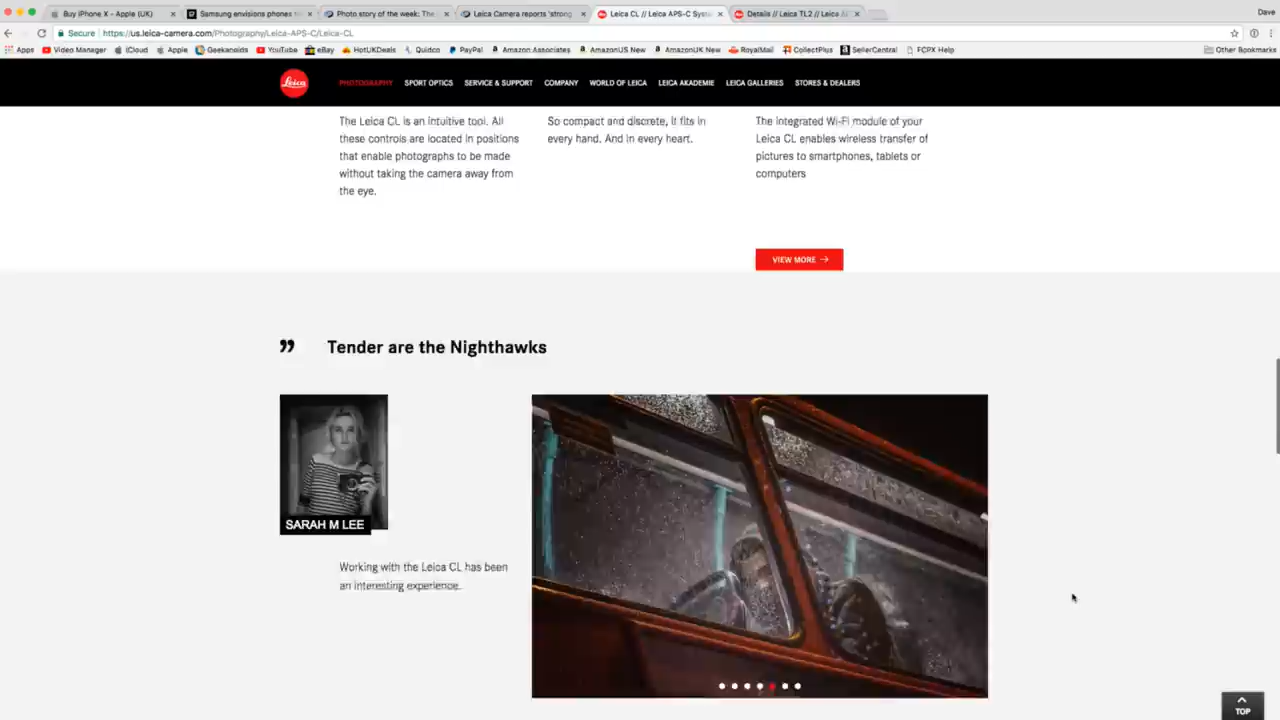 Buy iPhone X - Apple (UK)
Samsung envisions phones
Photo story of the week: The
Leica Camera reports 'strong
Leica CL // Leica APS-C Syst
Details // Leica TL2 // Leica
Dave
Secure
https://us.leica-camera.com/Photography/Leica-APS-C/Leica-CL
Apps
Video Manager
iCloud
Apple
Geekanoids
YouTube
eBay
HotUKDeals
Quidco
PayPal
Amazon Associates
AmazonUS New
AmazonUK New
RoyalMail
CollectPlus
SellerCentral
FCPX Help
Other Bookmarks
Leica
PHOTOGRAPHY
SPORT OPTICS
SERVICE & SUPPORT
COMPANY
WORLD OF LEICA
LEICA AKADEMIE
LEICA GALLERIES
STORES & DEALERS
The Leica CL is an intuitive tool. All
these controls are located in positions
that enable photographs to be made
without taking the camera away from
the eye.
So compact and discrete, it fits in
every hand. And in every heart.
The integrated Wi-Fi module of your
Leica CL enables wireless transfer of
pictures to smartphones, tablets or
computers
VIEW MORE →
” Tender are the Nighthawks
SARAH M LEE
Working with the Leica CL has been
an interesting experience.
TOP